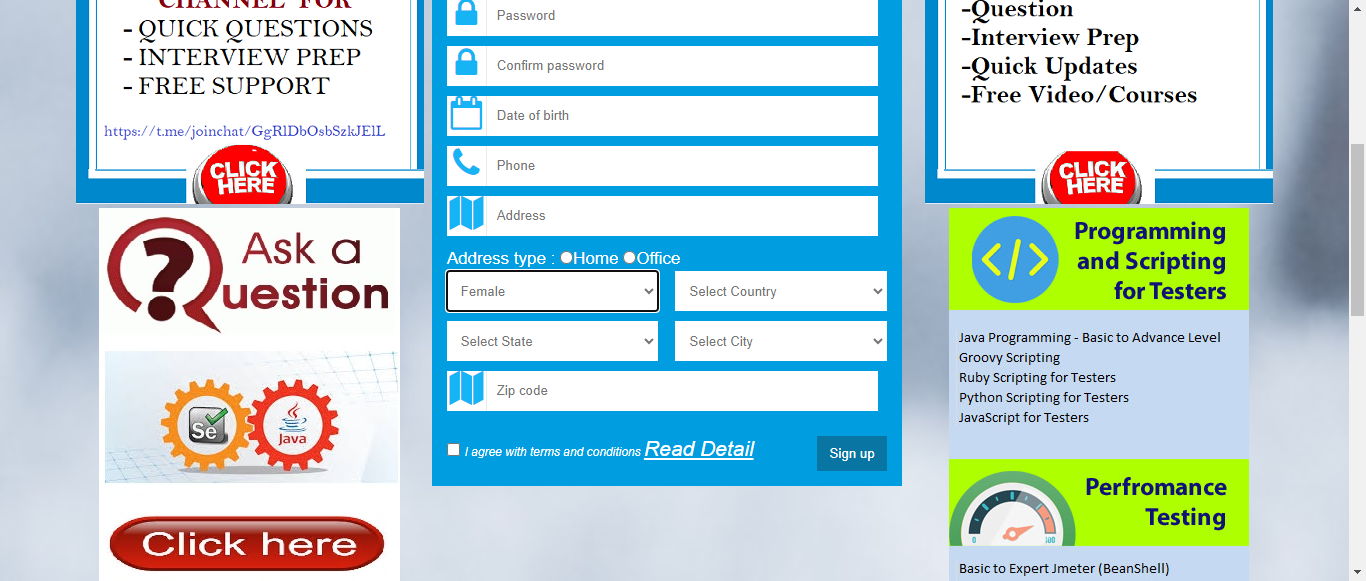 CHANNEL FOR
- QUICK QUESTIONS
- INTERVIEW PREP
- FREE SUPPORT
https://t.me/joinchat/GgRlDbOsbSzkJElL
CLICK
HERE
Ask a
Question
Se
Java
Click here
Password
Confirm password
Date of birth
Phone
Address
Address type : Home Office
Female
Select Country
Select State
Select City
Zip code
I agree with terms and conditions Read Detail
Sign up
-Question
-Interview Prep
-Quick Updates
-Free Video/Courses
CLICK
HERE
</> Programming
and Scripting
for Testers
Java Programming - Basic to Advance Level
Groovy Scripting
Ruby Scripting for Testers
Python Scripting for Testers
JavaScript for Testers
Perfromance
Testing
0 100
Basic to Expert Jmeter (BeanShell)